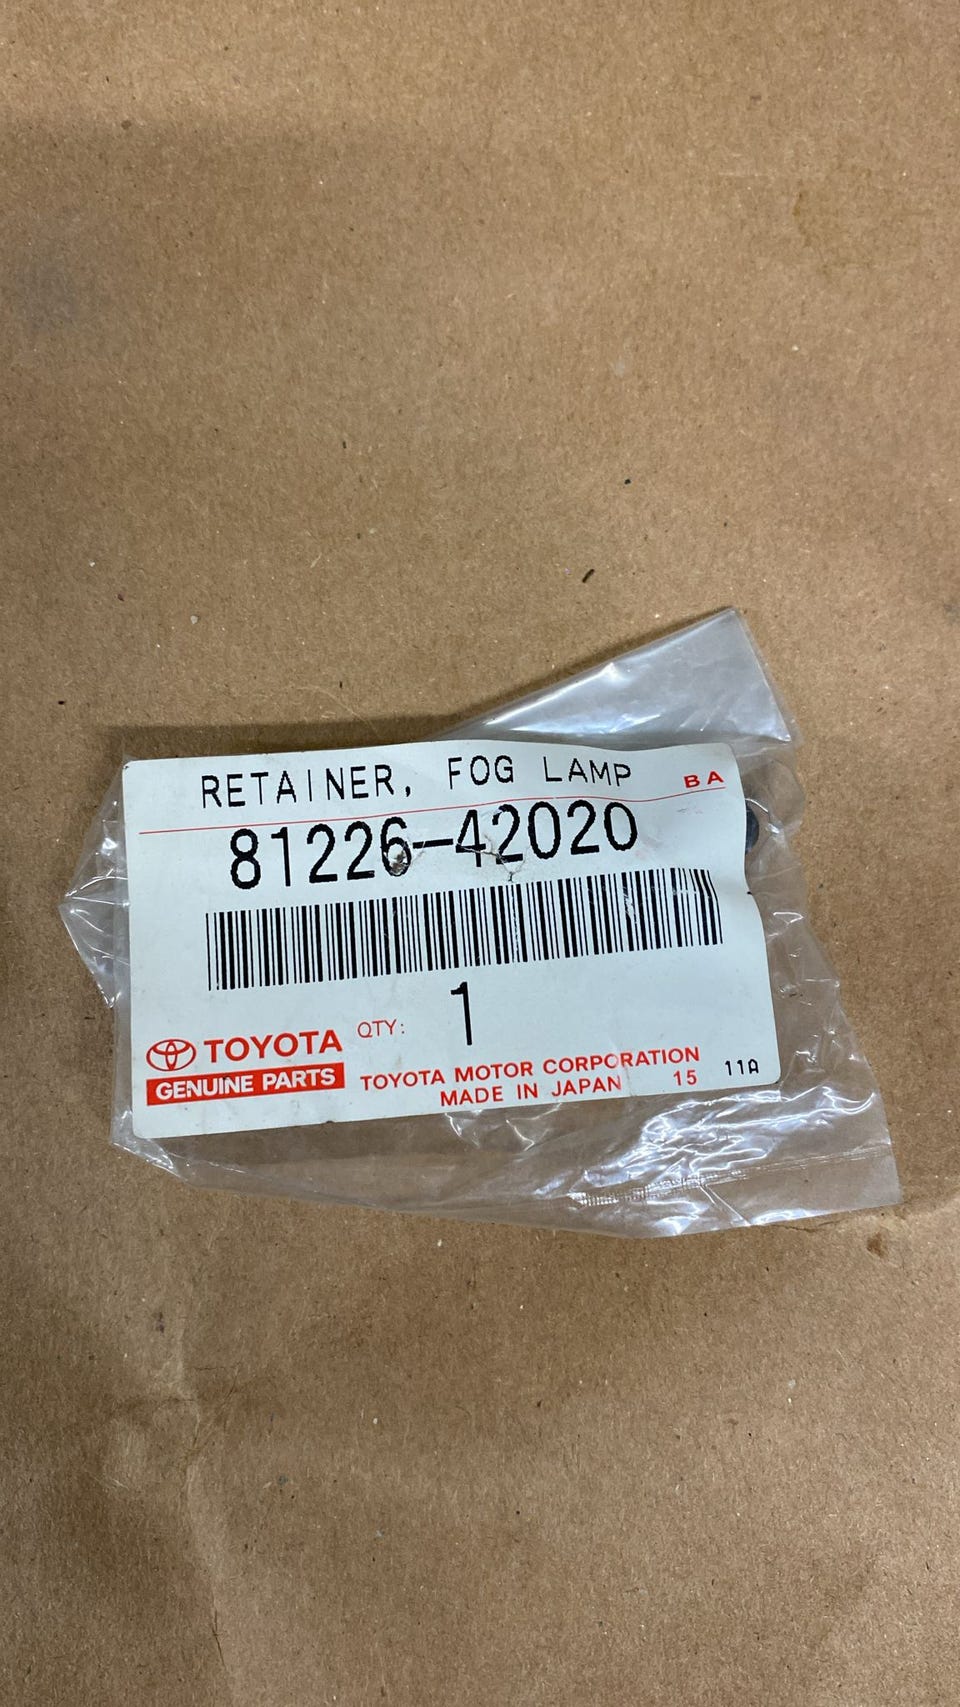 RETAINER, FOG LAMP BA
81226-42020
QTY: 1
TOYOTA
GENUINE PARTS
TOYOTA MOTOR CORPORATION
MADE IN JAPAN 15 11A